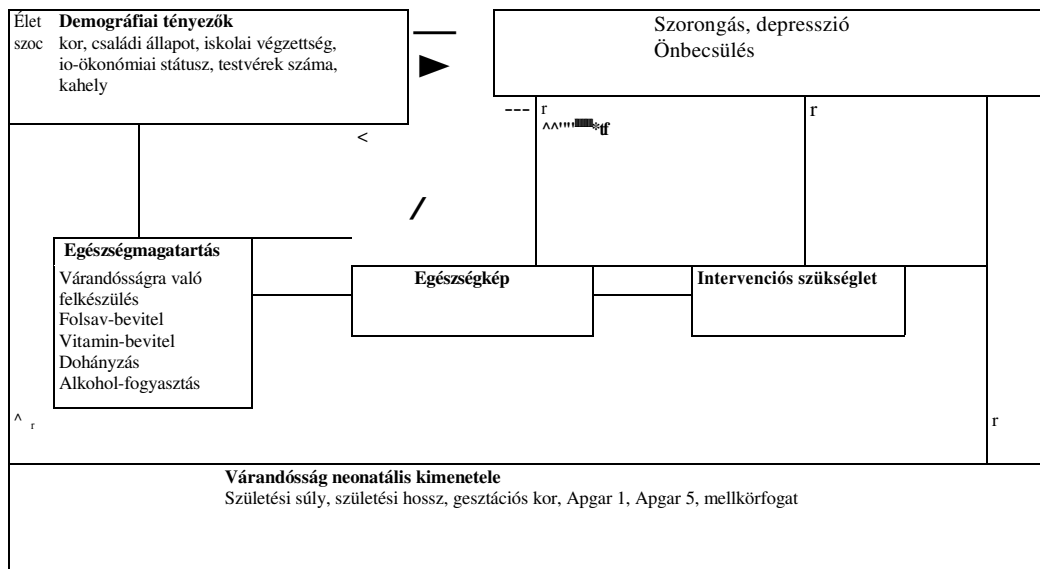 Élet Demográfiai tényezők
szoc kor, családi állapot, iskolai végzettség,
io-ökonómiai státusz, testvérek száma,
kahely
Szorongás, depresszió
Önbecsülés
--- r
r
<
/
Egészségmagatartás
Várandósságra való
felkészülés
Folsav-bevitel
Vitamin-bevitel
Dohányzás
Alkohol-fogyasztás
Egészségkép
Intervenciós szükséglet
^ r
r
Várandósság neonatális kimenetele
Születési súly, születési hossz, gesztációs kor, Apgar 1, Apgar 5, mellkörfogat